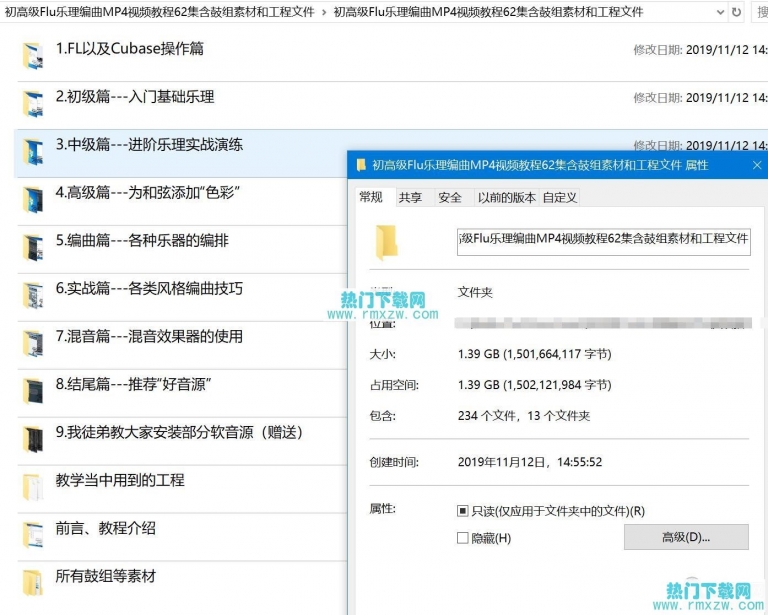 初高级Flu乐理编曲MP4视频教程62集含鼓组素材和工程文件 › 初高级Flu乐理编曲MP4视频教程62集含鼓组素材和工程文件
1.FL以及Cubase操作篇 修改日期: 2019/11/12 14:
2.初级篇---入门基础乐理 修改日期: 2019/11/12 14:
3.中级篇---进阶乐理实战演练 修改日期: 2019/11/12 14:
4.高级篇---为和弦添加“色彩”
5.编曲篇---各种乐器的编排
6.实战篇---各类风格编曲技巧
7.混音篇---混音效果器的使用
8.结尾篇---推荐“好音源”
9.我徒弟教大家安装部分软音源（赠送）
教学当中用到的工程
前言、教程介绍
所有鼓组等素材
初高级Flu乐理编曲MP4视频教程62集含鼓组素材和工程文件 属性
常规 共享 安全 以前的版本 自定义
级Flu乐理编曲MP4视频教程62集含鼓组素材和工程文件
文件夹
热门下载网
www.rmxzw.com
位置:
大小: 1.39 GB (1,501,664,117 字节)
占用空间: 1.39 GB (1,502,121,984 字节)
包含: 234 个文件，13 个文件夹
创建时间: 2019年11月12日，14:55:52
属性: 只读(仅应用于文件夹中的文件)(R)
隐藏(H) 高级(D)...
热门下载网
www.rmxzw.com